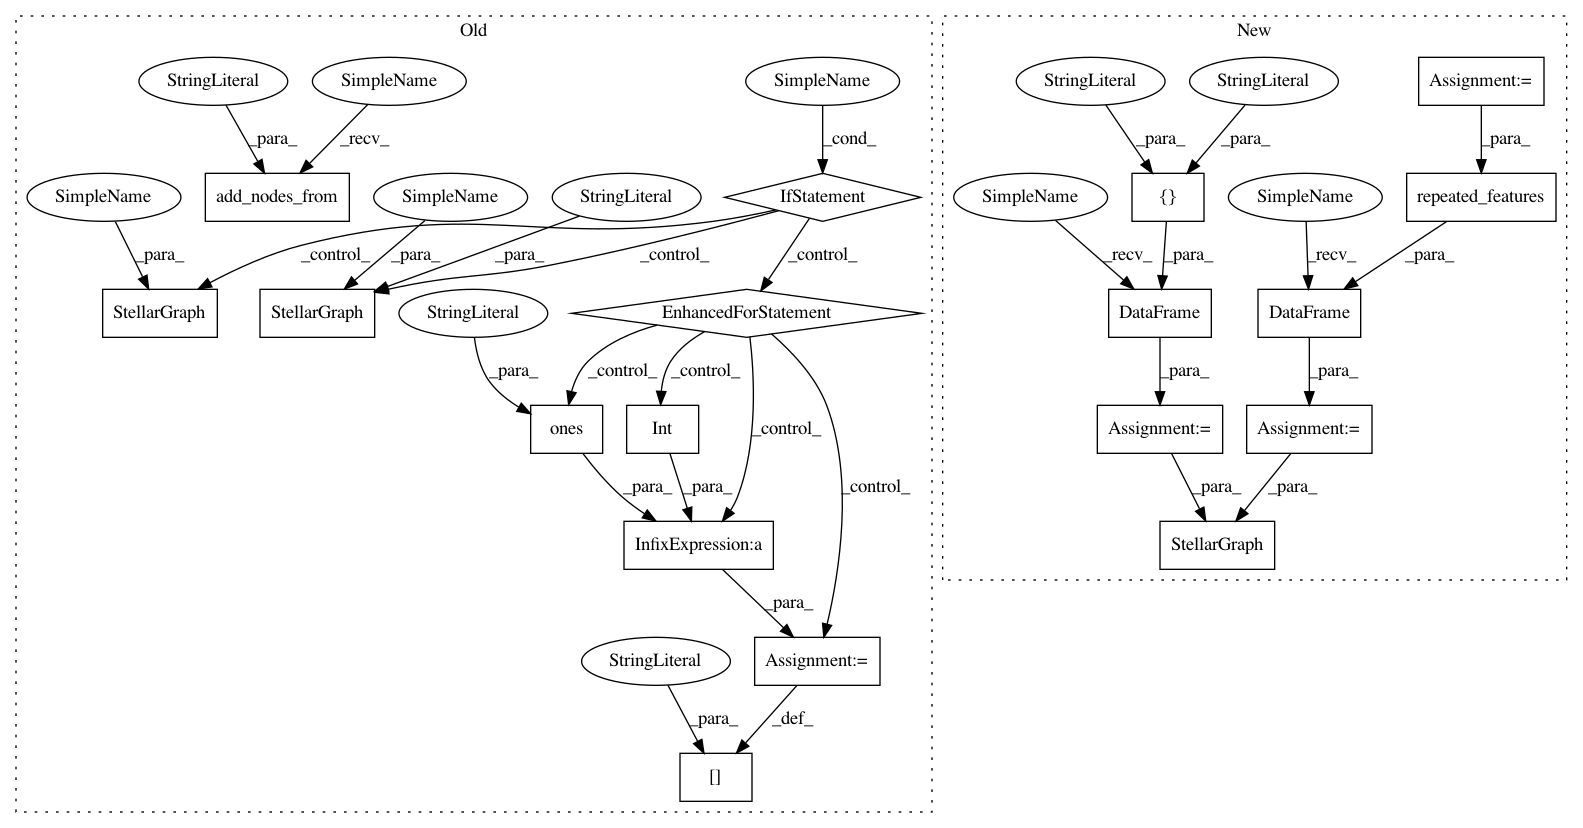 Old
New
StringLiteral
SimpleName
SimpleName
StringLiteral
StringLiteral
Assignment:=
_para_
_recv_
_cond_
_para_
_para_
_para_
SimpleName
add_nodes_from
SimpleName
StringLiteral
IfStatement
SimpleName
{}
SimpleName
repeated_features
_para_
_control_
_para_
_para_
_control_
_control_
_recv_
_para_
_recv_
_para_
StellarGraph
StellarGraph
StringLiteral
EnhancedForStatement
DataFrame
DataFrame
_para_
_control_
_control_
_para_
_para_
ones
Int
_control_
Assignment:=
Assignment:=
_para_
_para_
_control_
_para_
_para_
InfixExpression:a
StellarGraph
_para_
StringLiteral
Assignment:=
_para_
_def_
[]